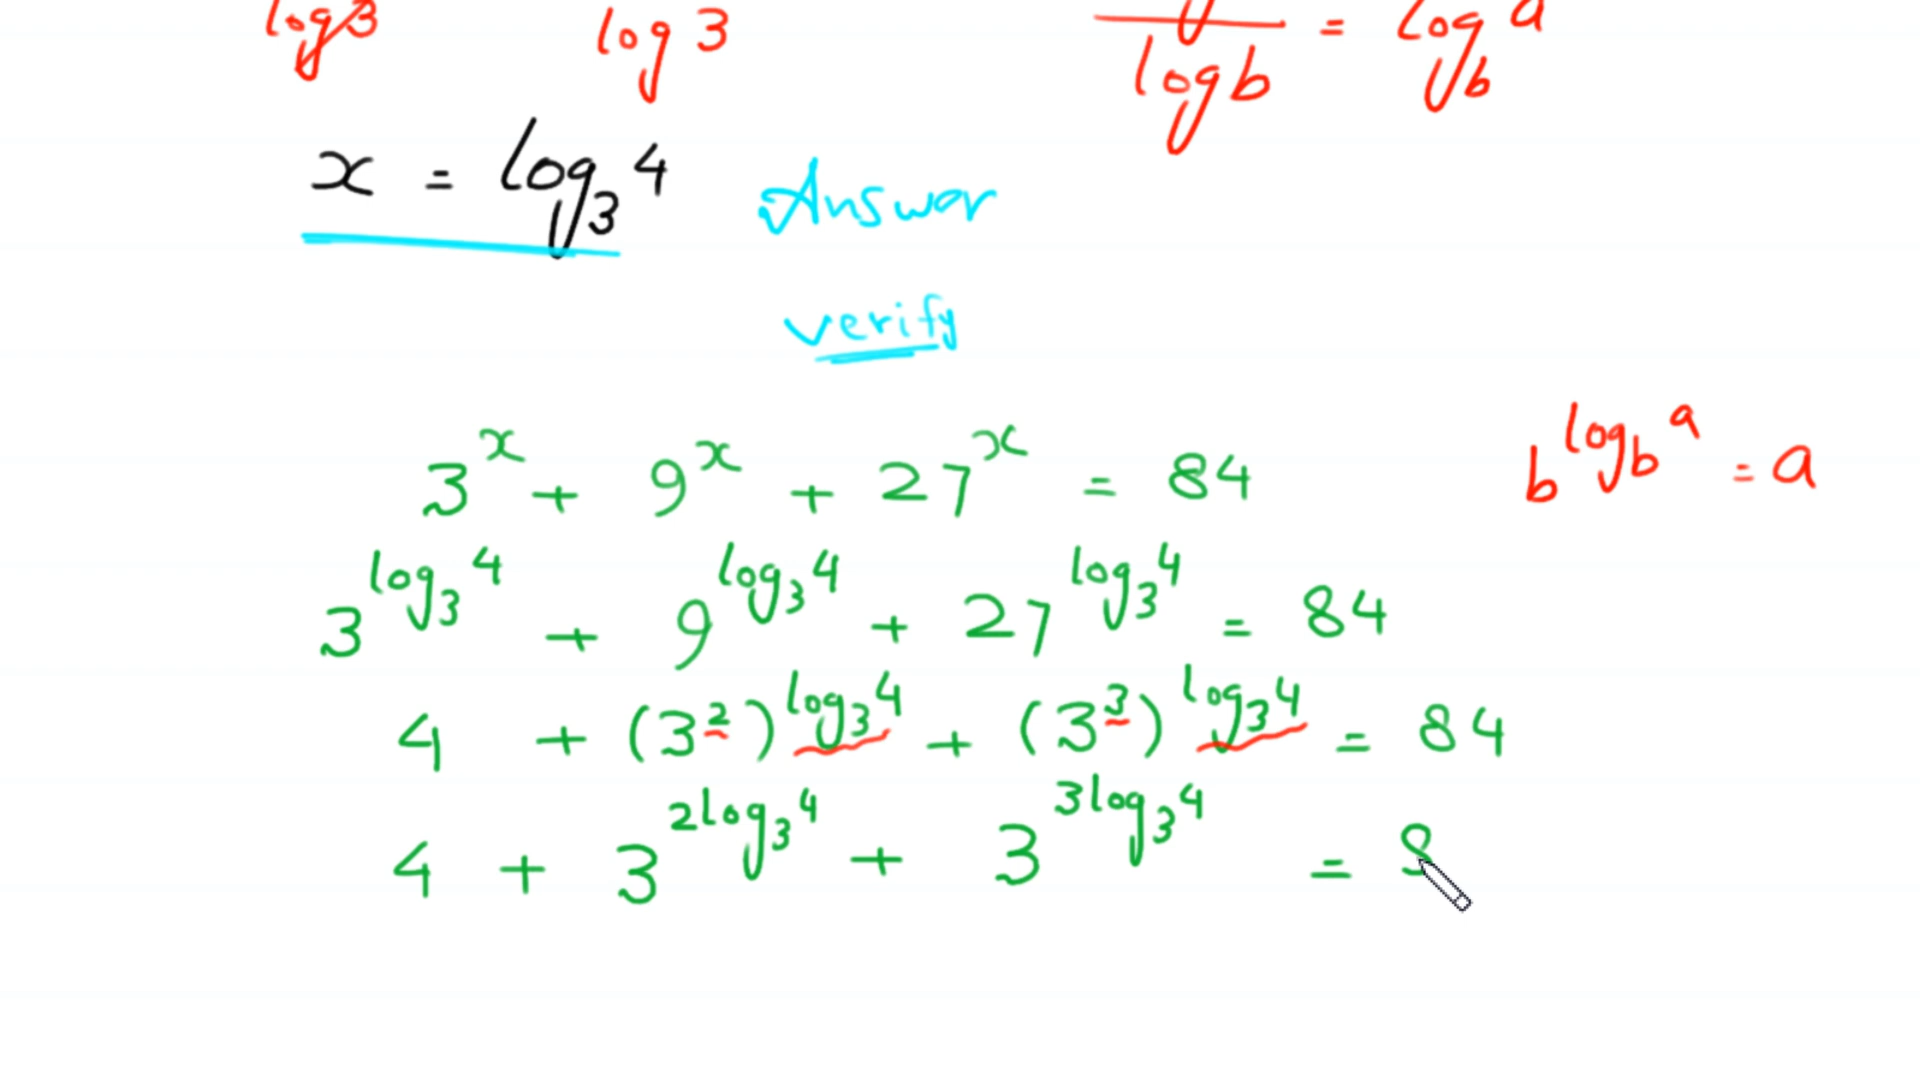 log 3 log 3 log b = log_b a
x = log_3 4 Answer
verify
3^x + 9^x + 27^x = 84 b^{log_b a} = a
3^{log_3 4} + 9^{log_3 4} + 27^{log_3 4} = 84
4 + (3^2)^{log_3 4} + (3^3)^{log_3 4} = 84
4 + 3^{2log_3 4} + 3^{3log_3 4} = 8